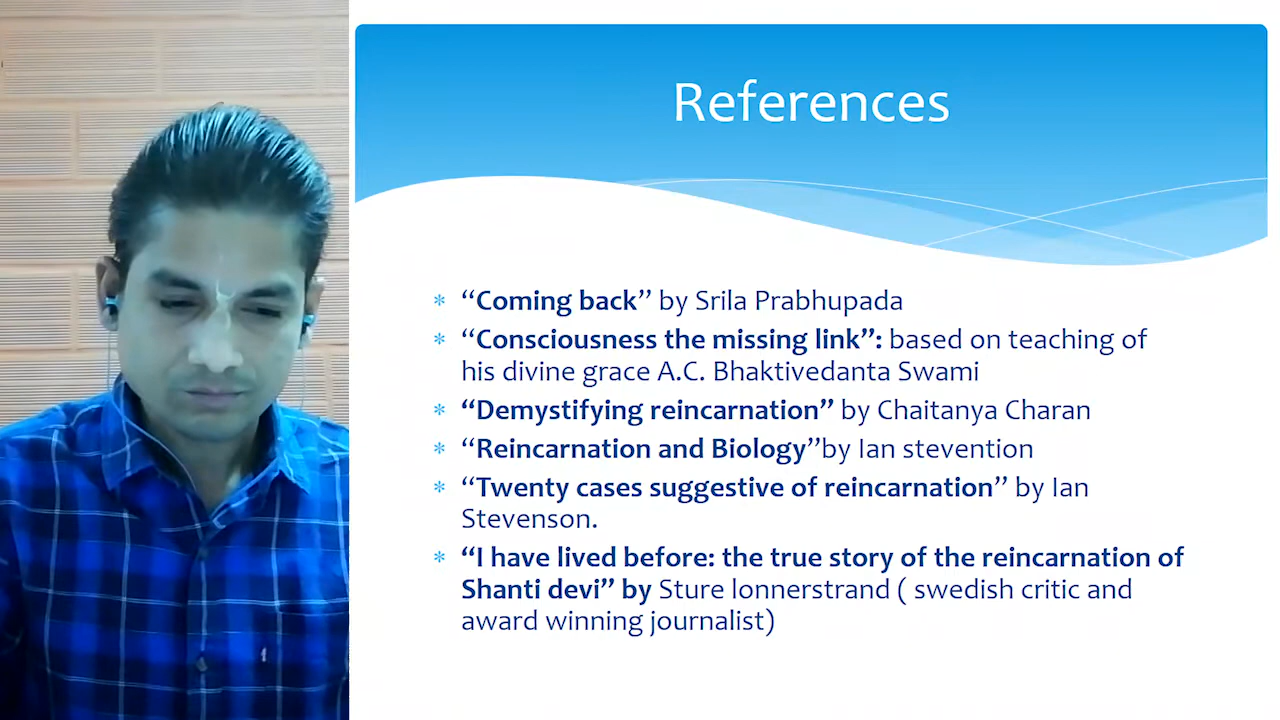 References
* “Coming back” by Srila Prabhupada
* “Consciousness the missing link”: based on teaching of
his divine grace A.C. Bhaktivedanta Swami
* “Demystifying reincarnation” by Chaitanya Charan
* “Reincarnation and Biology”by Ian stevention
* “Twenty cases suggestive of reincarnation” by Ian
Stevenson.
* “I have lived before: the true story of the reincarnation of
Shanti devi” by Sture lonnerstrand ( swedish critic and
award winning journalist)